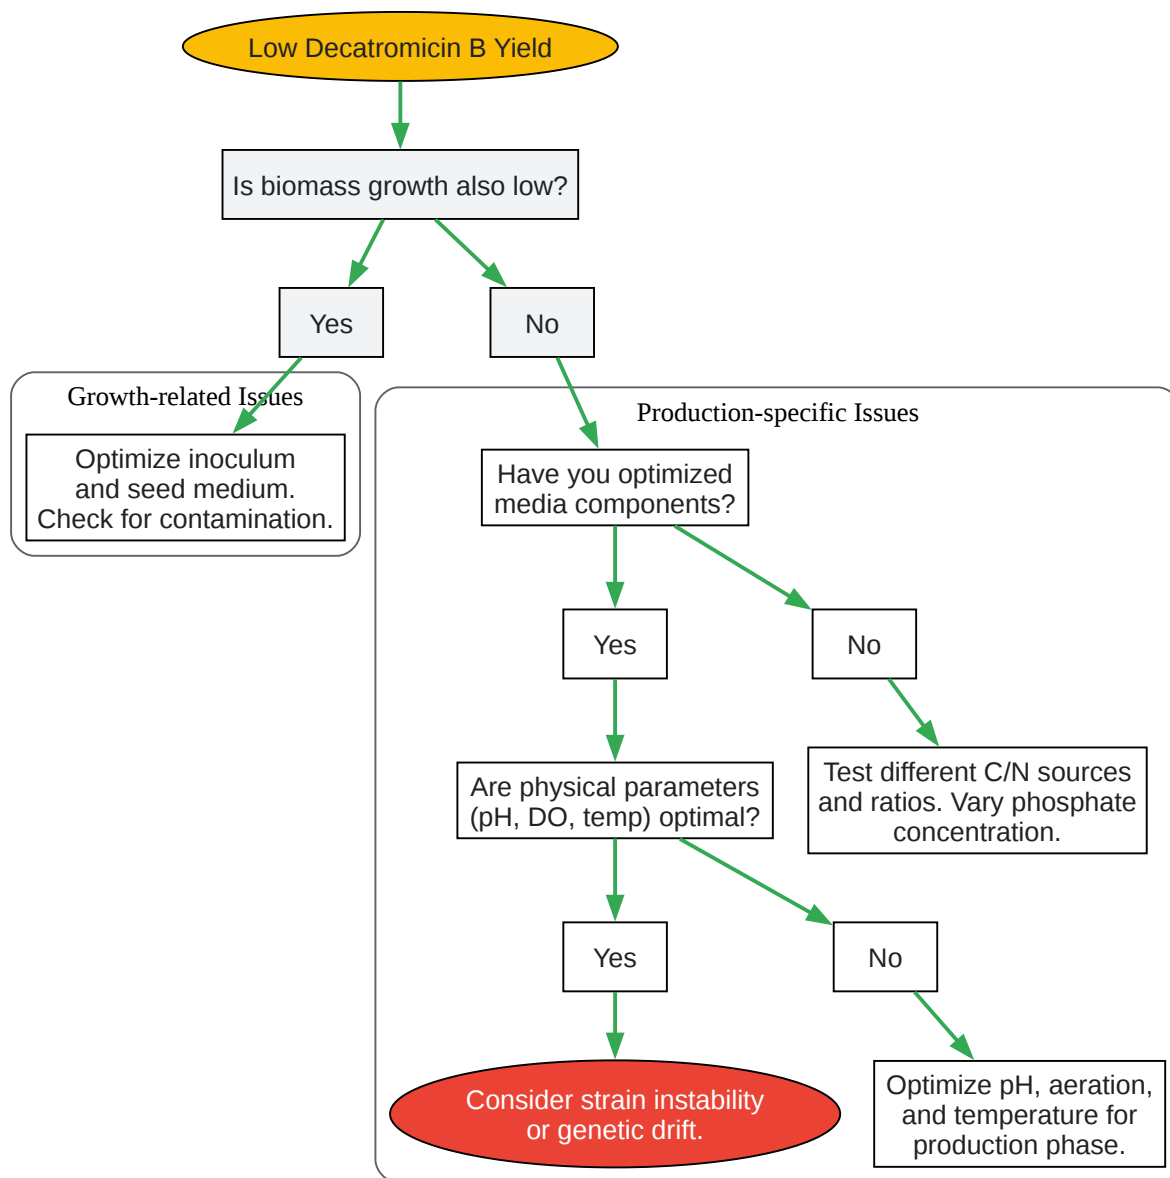 Low Decatromicin B Yield
Is biomass growth also low?
Yes
No
Growth-related Issues
Optimize inoculum
and seed medium.
Check for contamination.
Production-specific Issues
Have you optimized
media components?
Yes
No
Are physical parameters
(pH, DO, temp) optimal?
Test different C/N sources
and ratios. Vary phosphate
concentration.
Yes
No
Consider strain instability
or genetic drift.
Optimize pH, aeration,
and temperature for
production phase.